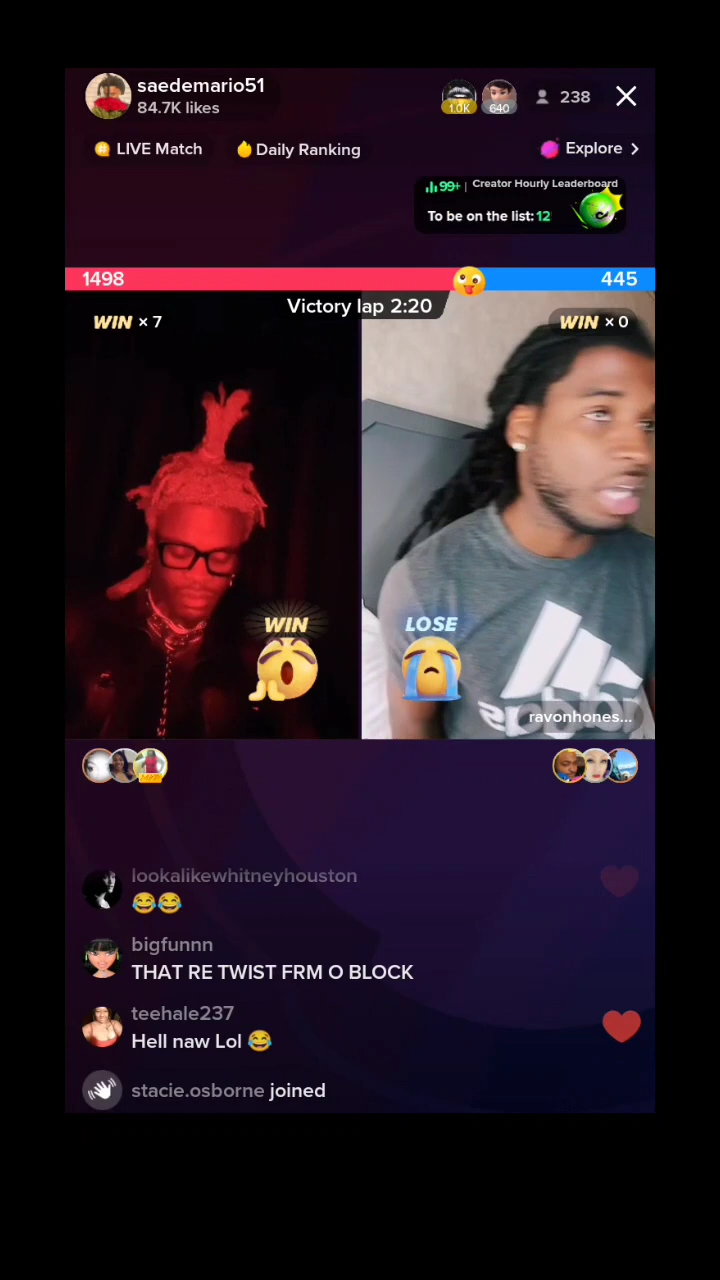 saedemario51
84.7K likes
1.0K
640
238
LIVE Match
Daily Ranking
Explore
99+ | Creator Hourly Leaderboard
To be on the list: 12
1498
445
Victory lap 2:20
WIN × 7
WIN × 0
WIN
LOSE
adidas
ravonhones...
lookalikewhitneyhouston
😂😂
bigfunnn
THAT RE TWIST FRM O BLOCK
teehale237
Hell naw Lol 😂
stacie.osborne joined